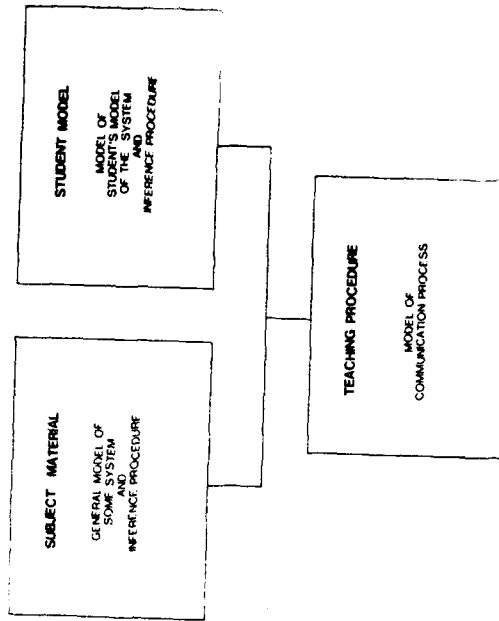 SUBJECT MATERIAL
GENERAL MODEL OF
SOME SYSTEM
AND
INFERENCE PROCEDURE
STUDENT MODEL
MODEL OF
STUDENT'S MODEL
OF THE SYSTEM
AND
INFERENCE PROCEDURE
TEACHING PROCEDURE
MODEL OF
COMMUNICATION PROCESS